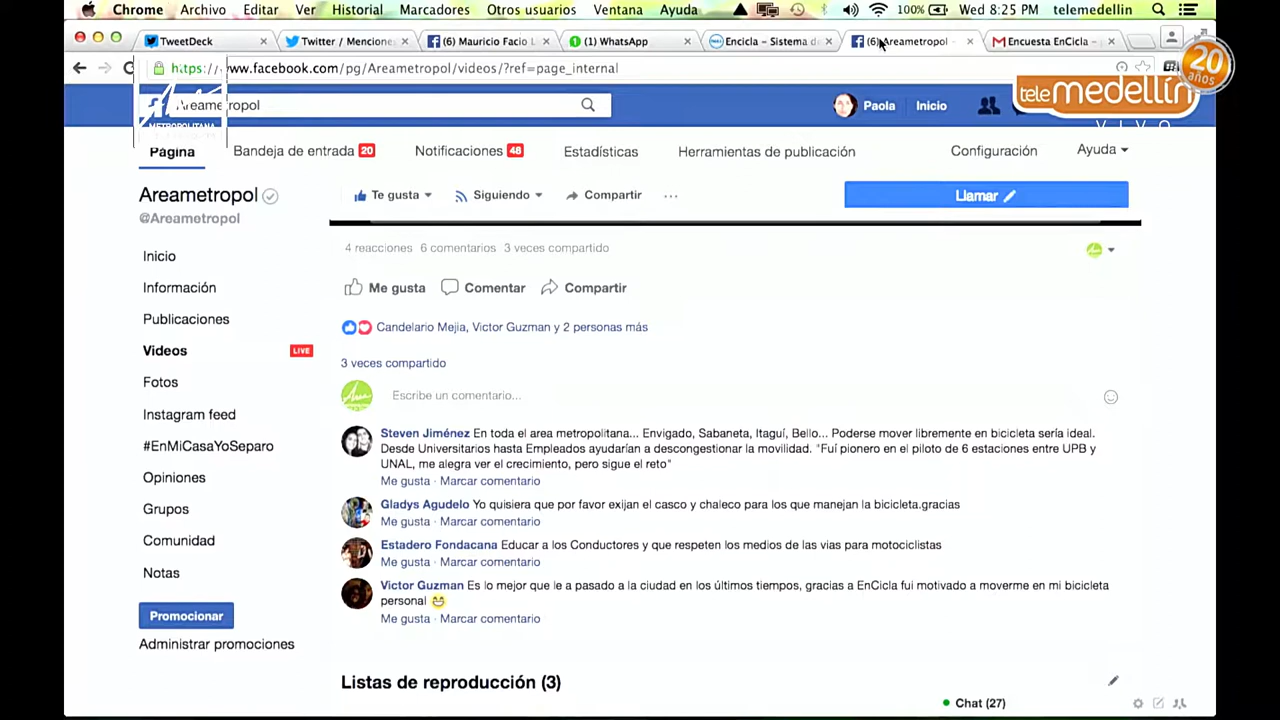 Chrome Archivo Editar Ver Historial Marcadores Otros usuarios Ventana Ayuda 100% Wed 8:25 PM telemedellin
TweetDeck Twitter / Mencione (6) Mauricio Facio L (1) WhatsApp Encicla – Sistema d (6) Areametropol - Encuesta EnCicla – p
https://www.facebook.com/pg/Areametropol/videos/?ref=page_internal
20 años
Areametropol
Paola Inicio
tele medellín
VIVO
METROPOLITANA
Página Bandeja de entrada 20 Notificaciones 48 Estadísticas Herramientas de publicación Configuración Ayuda
Areametropol
@Areametropol
Te gusta Siguiendo Compartir ... Llamar
Inicio
Información
Publicaciones
Videos LIVE
Fotos
Instagram feed
#EnMiCasaYoSeparo
Opiniones
Grupos
Comunidad
Notas
Promocionar
Administrar promociones
4 reacciones 6 comentarios 3 veces compartido
Me gusta Comentar Compartir
Candelario Mejia, Victor Guzman y 2 personas más
3 veces compartido
Escribe un comentario...
Steven Jiménez En toda el area metropolitana... Envigado, Sabaneta, Itaguí, Bello... Poderse mover libremente en bicicleta sería ideal.
Desde Universitarios hasta Empleados ayudarían a descongestionar la movilidad. "Fuí pionero en el piloto de 6 estaciones entre UPB y
UNAL, me alegra ver el crecimiento, pero sigue el reto"
Me gusta · Marcar comentario
Gladys Agudelo Yo quisiera que por favor exijan el casco y chaleco para los que manejan la bicicleta.gracias
Me gusta · Marcar comentario
Estadero Fondacana Educar a los Conductores y que respeten los medios de las vias para motociclistas
Me gusta · Marcar comentario
Victor Guzman Es lo mejor que le a pasado a la ciudad en los últimos tiempos, gracias a EnCicla fui motivado a moverme en mi bicicleta
personal 😁
Me gusta · Marcar comentario
Listas de reproducción (3)
Chat (27)